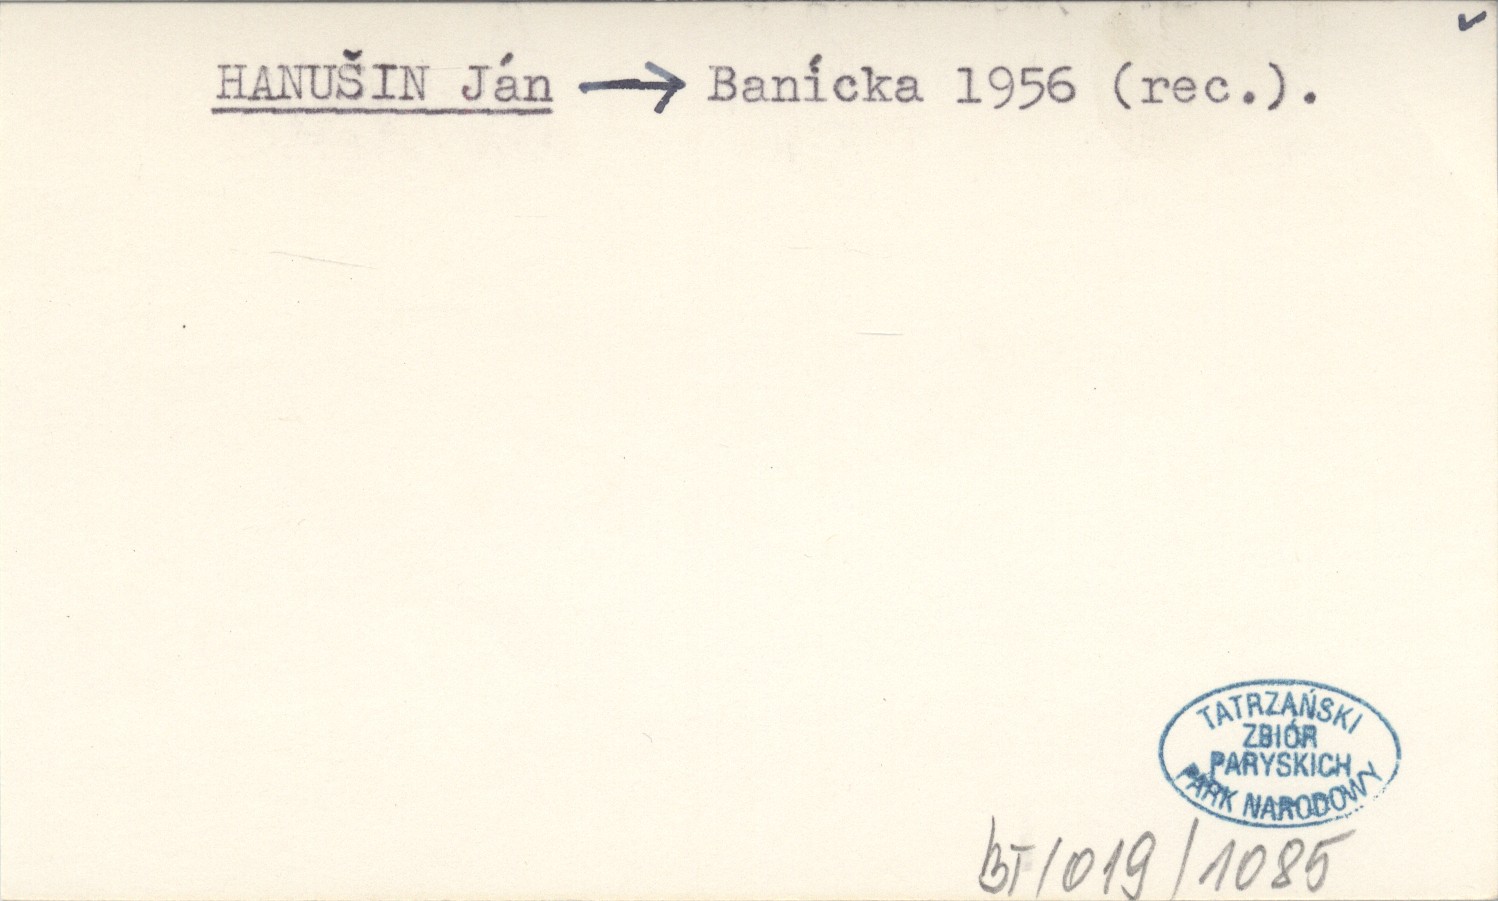 HANUŠIN Ján → Banícka 1956 (rec.).
TATRZAŃSKI
ZBIÓR
PARYSKICH
PARK NARODOWY
BT/019/1085